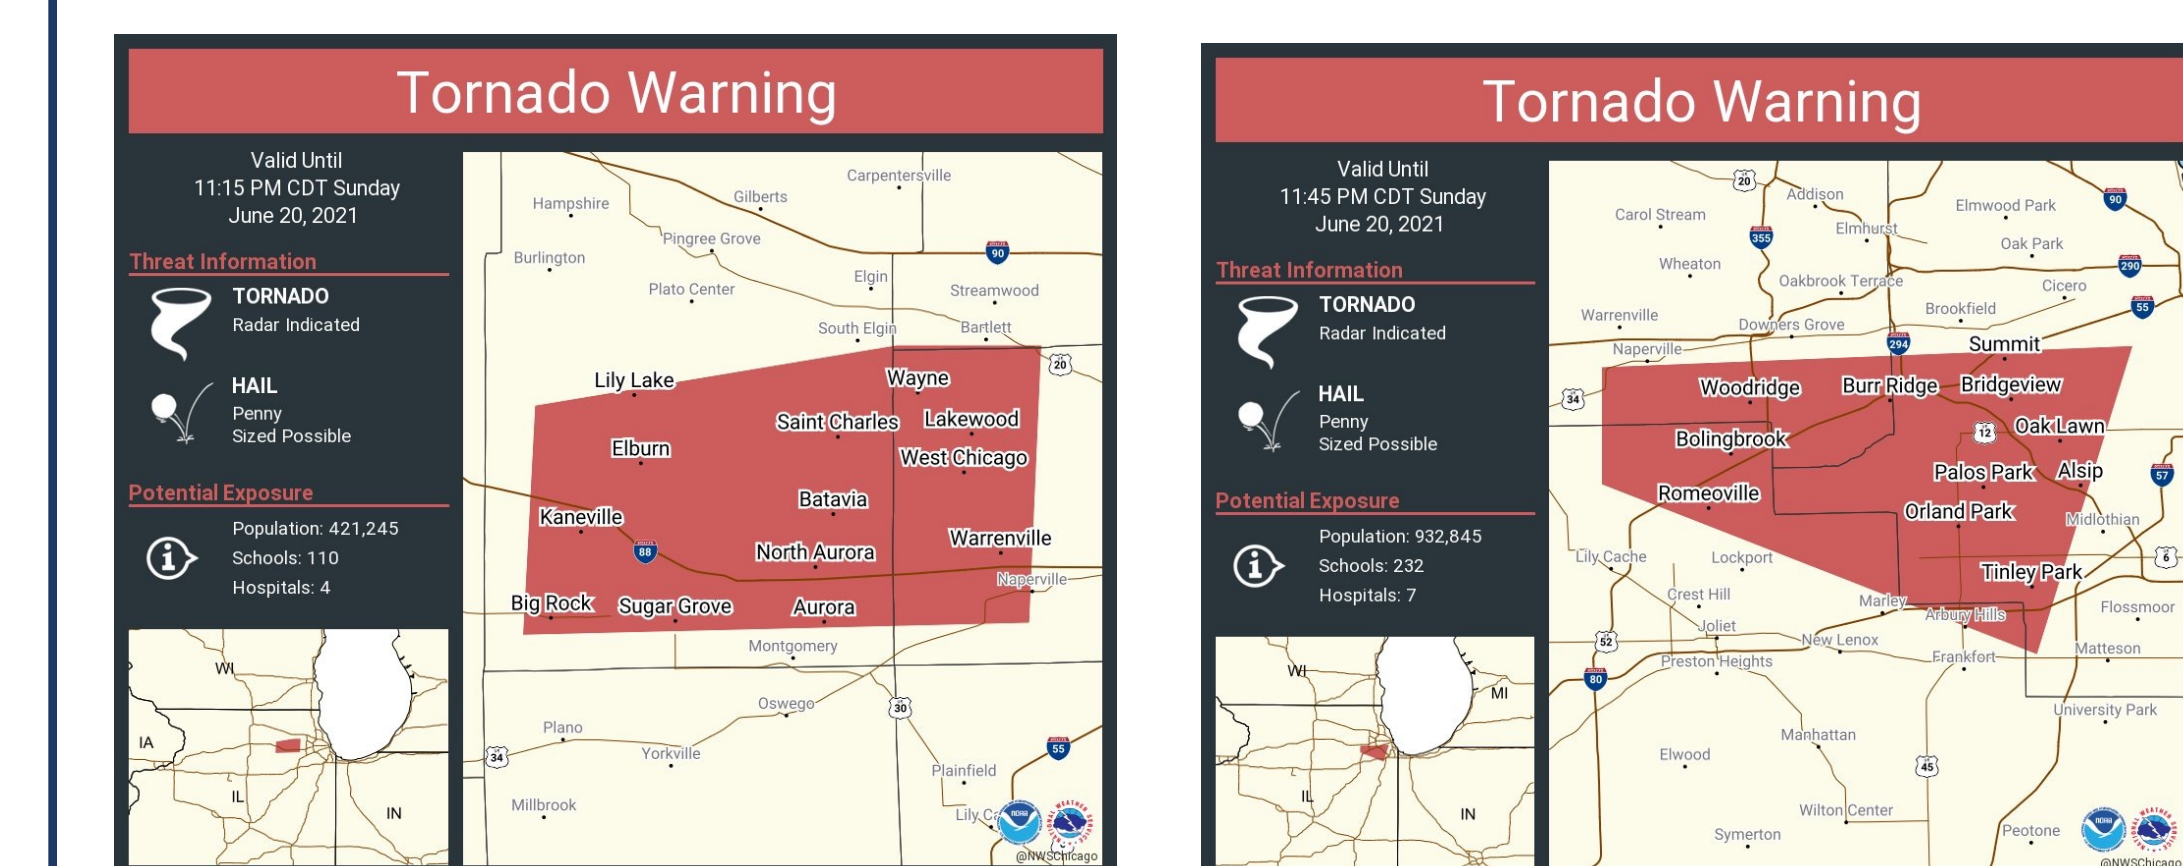 Tornado Warning
Valid Until
11:15 PM CDT Sunday
June 20, 2021
Threat Information
TORNADO
Radar Indicated
HAIL
Penny
Sized Possible
Potential Exposure
Population: 421,245
Schools: 110
Hospitals: 4
WI
IA
IL
IN
Carpentersville
Hampshire
Gilberts
Pingree Grove
90
Burlington
Elgin
Plato Center
Streamwood
South Elgin
Bartlett
20
Lily Lake
Wayne
Saint Charles
Lakewood
Elburn
West Chicago
Batavia
Kaneville
Warrenville
88
North Aurora
Naperville
Big Rock
Sugar Grove
Aurora
Montgomery
Oswego
30
Plano
55
34
Yorkville
Plainfield
Millbrook
Lily Ca
NOAA
@NWSChicago
Tornado Warning
Valid Until
11:45 PM CDT Sunday
June 20, 2021
Threat Information
TORNADO
Radar Indicated
HAIL
Penny
Sized Possible
Potential Exposure
Population: 932,845
Schools: 232
Hospitals: 7
WI
MI
IL
IN
20
Addison
90
Carol Stream
Elmwood Park
355
Elmhurst
Oak Park
Wheaton
290
Oakbrook Terrace
Cicero
Warrenville
Brookfield
55
Downers Grove
Naperville
294
Summit
Woodridge
Burr Ridge
Bridgeview
34
12
Oak Lawn
Bolingbrook
Palos Park
Alsip
57
Romeoville
Orland Park
Midlothian
Lily Cache
Lockport
6
Tinley Park
Crest Hill
Marley
Arbury Hills
Flossmoor
Joliet
52
New Lenox
Preston Heights
Frankfort
Matteson
80
University Park
Manhattan
Elwood
45
Wilton Center
Symerton
Peotone
NOAA
@NWSChicago